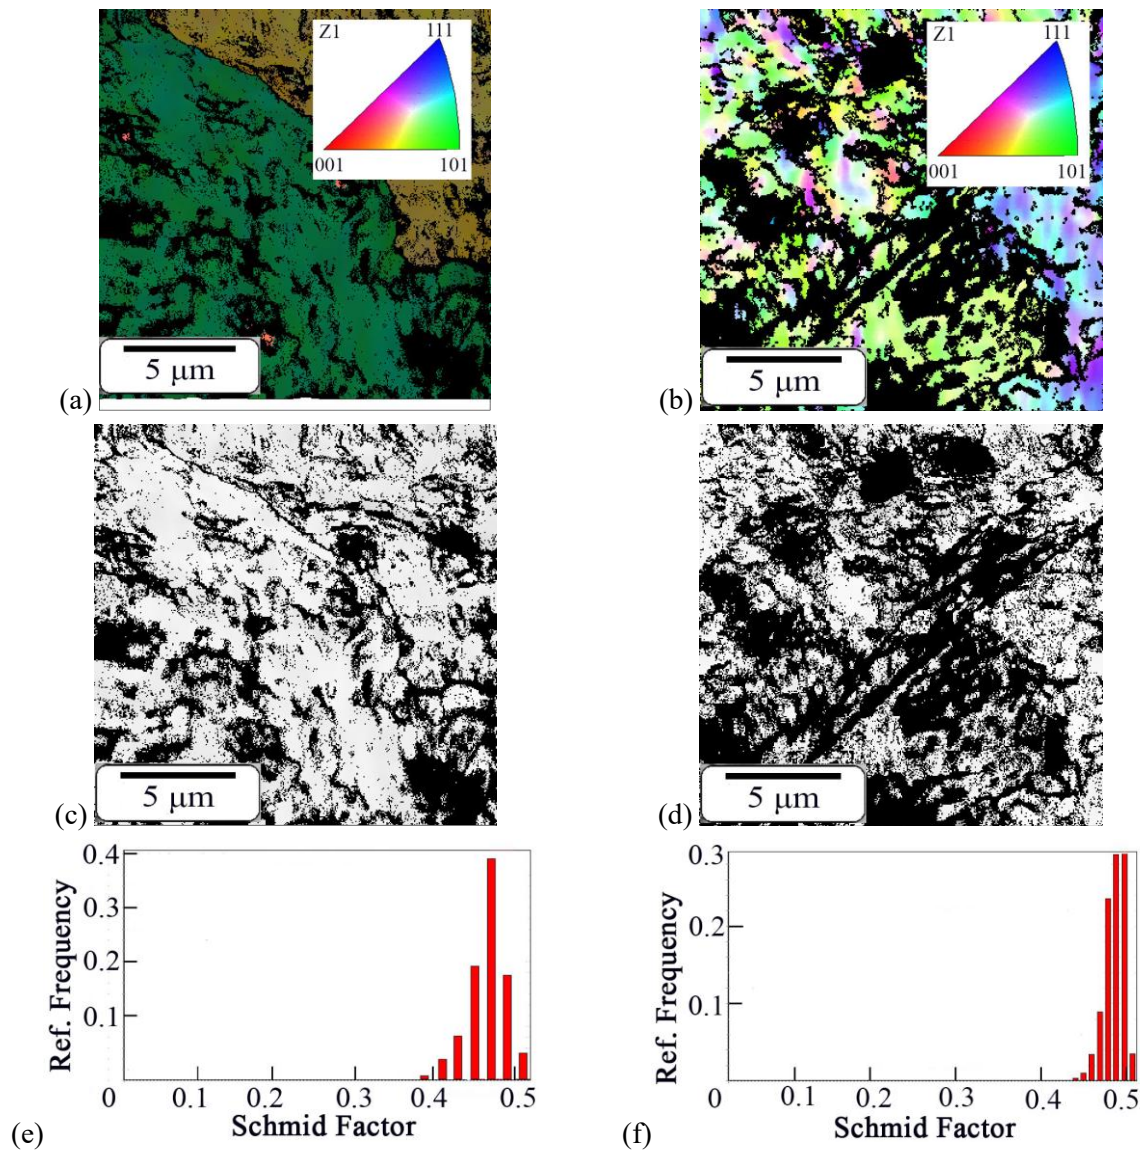 Z1
111
001
101
5 μm
(a)
Z1
111
001
101
5 μm
(b)
5 μm
(c)
5 μm
(d)
0.4
0.3
0.2
0.1
Ref. Frequency
0 0.1 0.2 0.3 0.4 0.5
Schmid Factor
(e)
0.3
0.2
0.1
Ref. Frequency
0 0.1 0.2 0.3 0.4 0.5
Schmid Factor
(f)